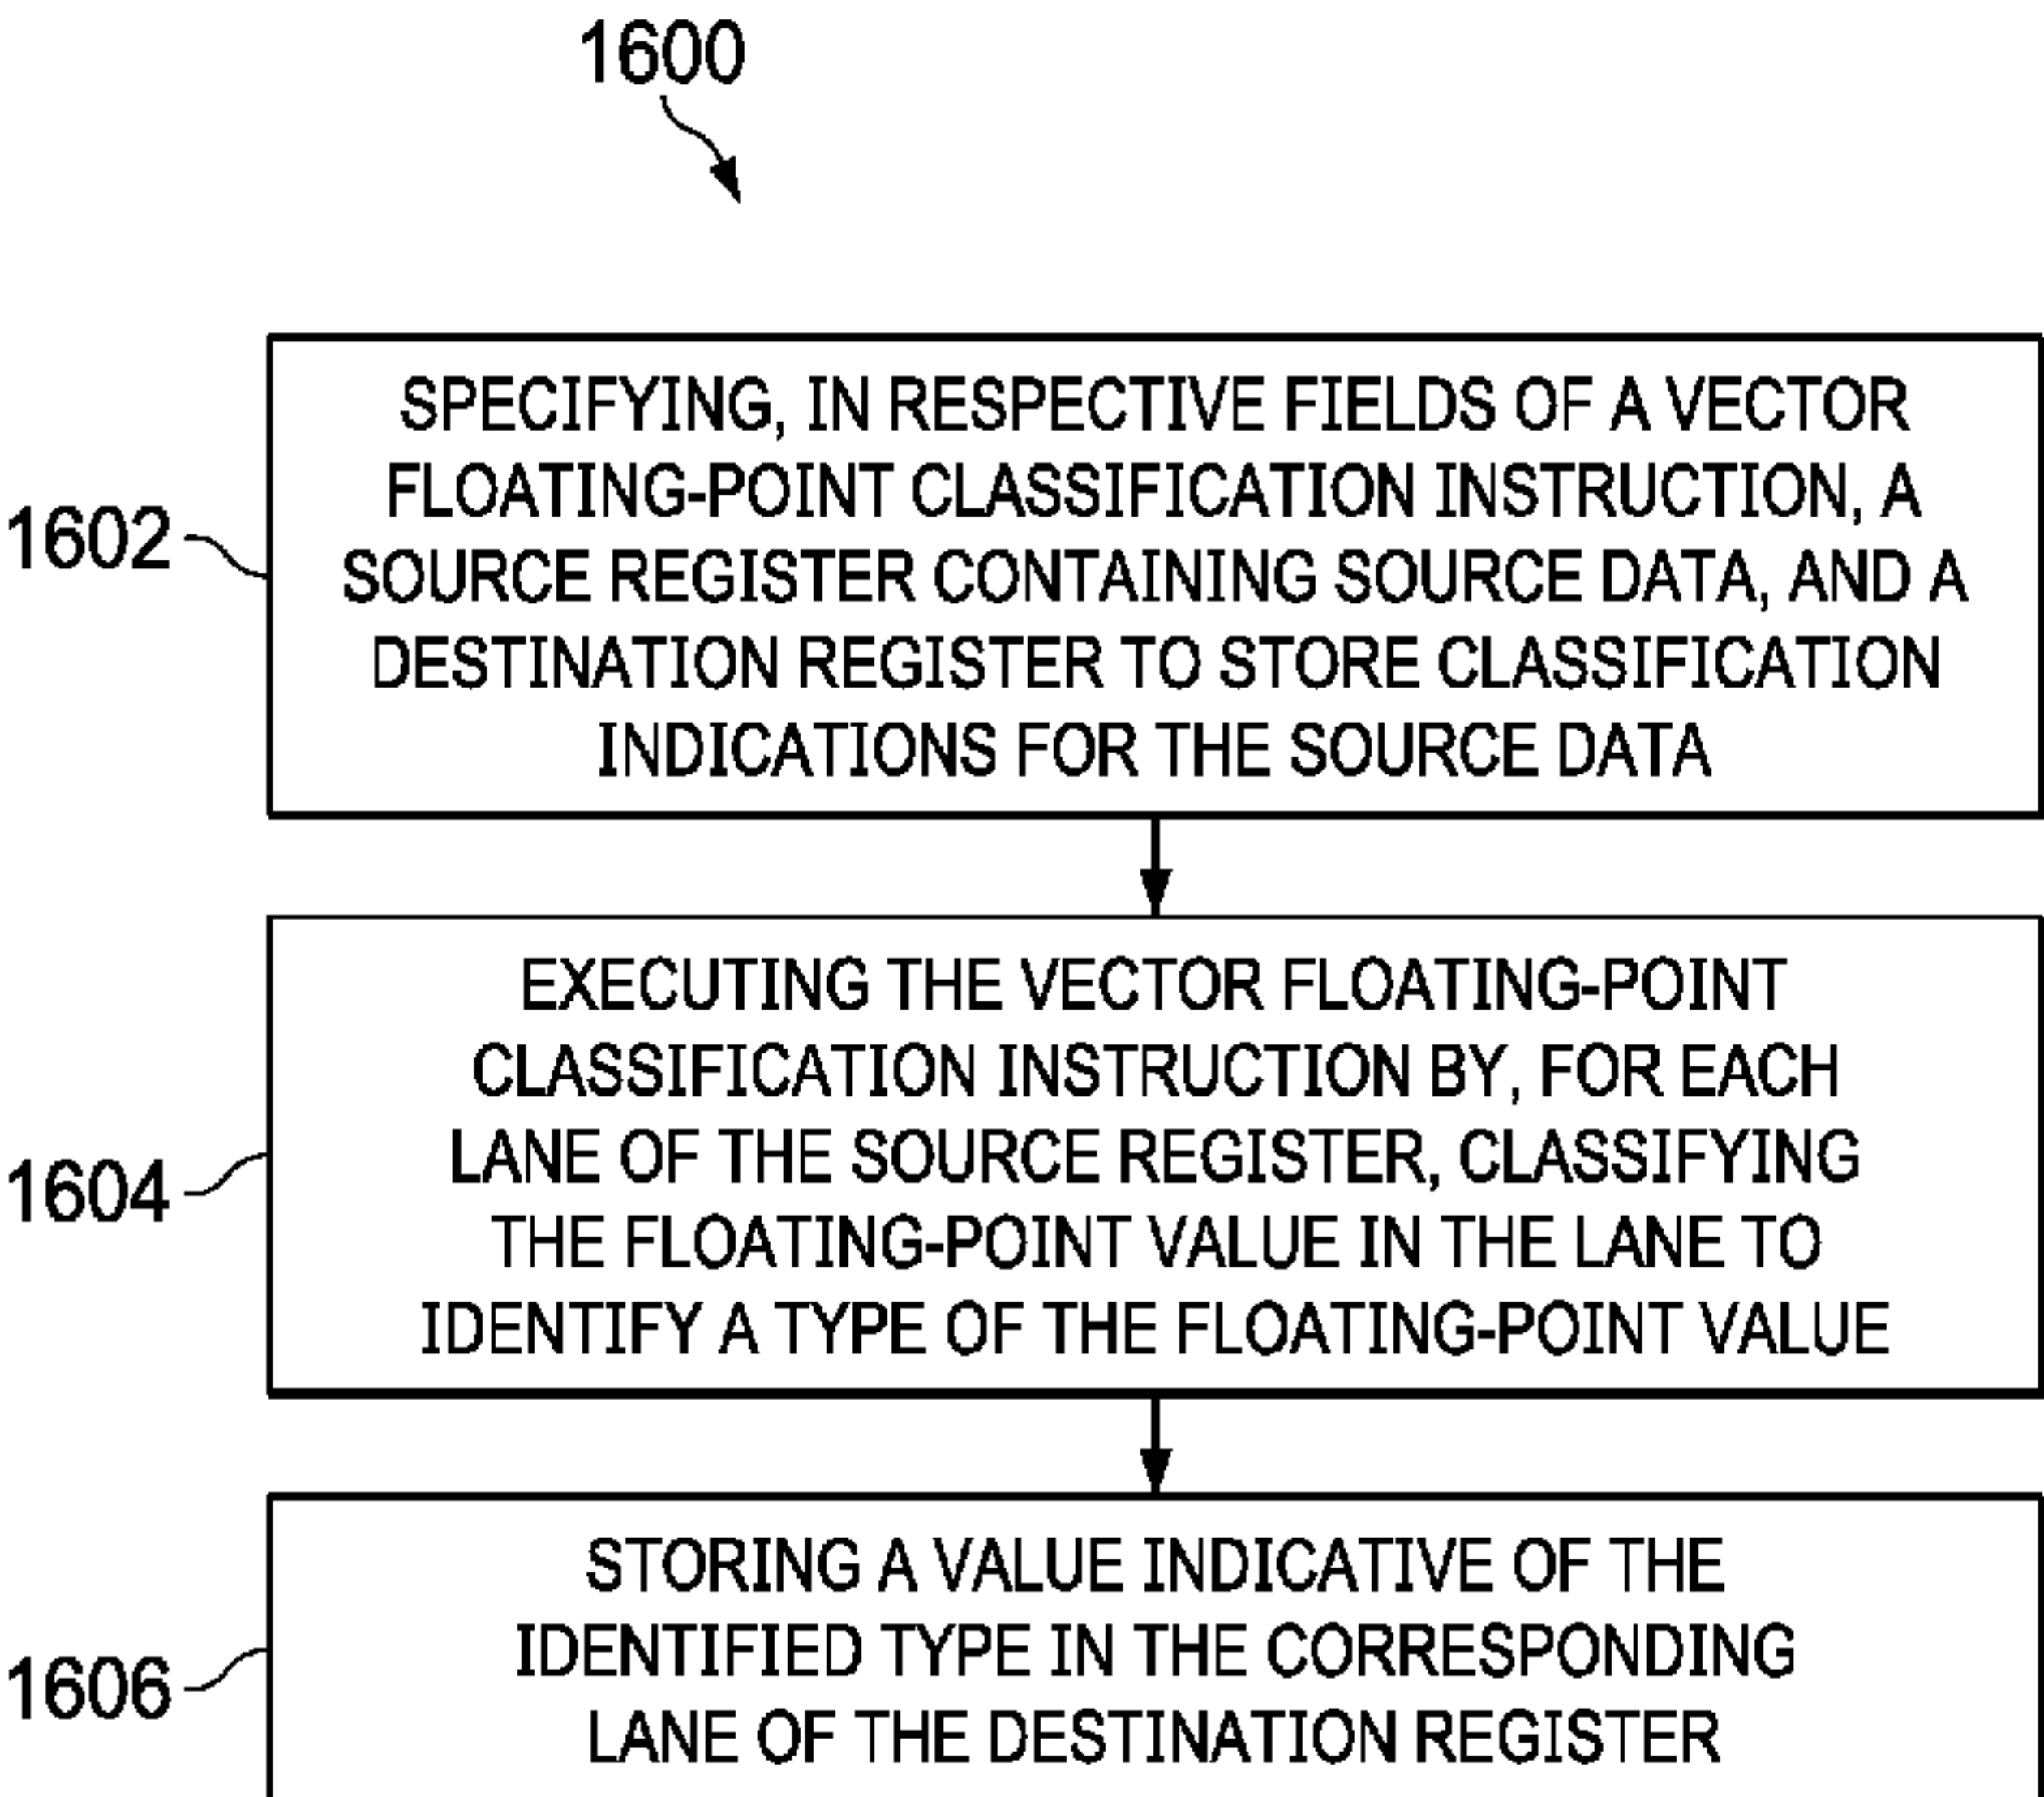 1600
1602
SPECIFYING, IN RESPECTIVE FIELDS OF A VECTOR
FLOATING-POINT CLASSIFICATION INSTRUCTION, A
SOURCE REGISTER CONTAINING SOURCE DATA, AND A
DESTINATION REGISTER TO STORE CLASSIFICATION
INDICATIONS FOR THE SOURCE DATA
1604
EXECUTING THE VECTOR FLOATING-POINT
CLASSIFICATION INSTRUCTION BY, FOR EACH
LANE OF THE SOURCE REGISTER, CLASSIFYING
THE FLOATING-POINT VALUE IN THE LANE TO
IDENTIFY A TYPE OF THE FLOATING-POINT VALUE
1606
STORING A VALUE INDICATIVE OF THE
IDENTIFIED TYPE IN THE CORRESPONDING
LANE OF THE DESTINATION REGISTER